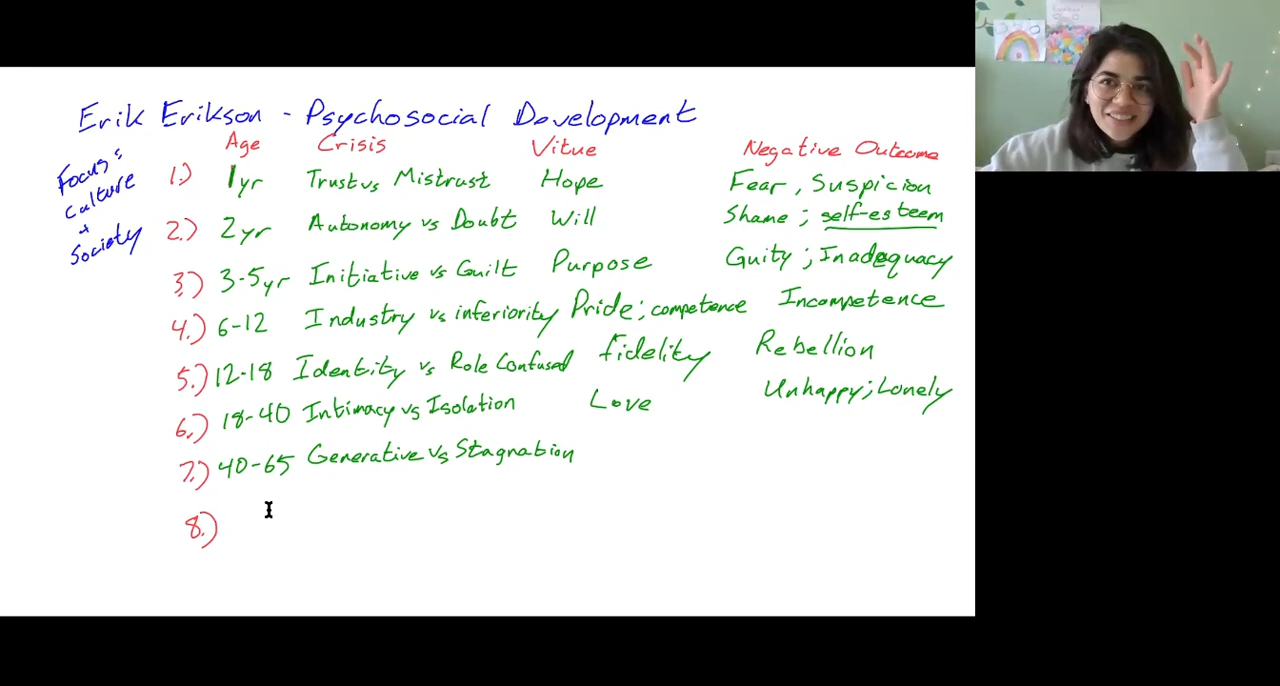 Erik Erikson - Psychosocial Development
Focus:
Culture
+
Society
Age Crisis Vitue Negative Outcome
1.) 1yr Trust vs Mistrust Hope Fear, Suspicion
2.) 2yr Autonomy vs Doubt Will Shame; self-esteem
3.) 3-5yr Initiative vs Guilt Purpose Guity; Inadequacy
4.) 6-12 Industry vs inferiority Pride; competence Incompetence
5.) 12-18 Identity vs Role Confused fidelity Rebellion
6.) 18-40 Intimacy vs Isolation Love Unhappy; Lonely
7.) 40-65 Generative vs Stagnation
8.)